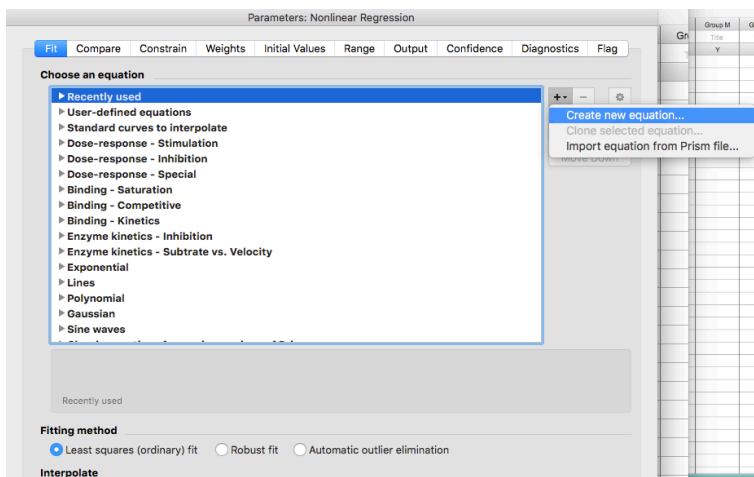 Parameters: Nonlinear Regression
Fit Compare Constrain Weights Initial Values Range Output Confidence Diagnostics Flag
Choose an equation
Recently used
User-defined equations
Standard curves to interpolate
Dose-response - Stimulation
Dose-response - Inhibition
Dose-response - Special
Binding - Saturation
Binding - Competitive
Binding - Kinetics
Enzyme kinetics - Inhibition
Enzyme kinetics - Subtrate vs. Velocity
Exponential
Lines
Polynomial
Gaussian
Sine waves
Create new equation...
Clone selected equation...
Import equation from Prism file...
Move Down
Recently used
Fitting method
Least squares (ordinary) fit Robust fit Automatic outlier elimination
Interpolate
Group M
Title
Y